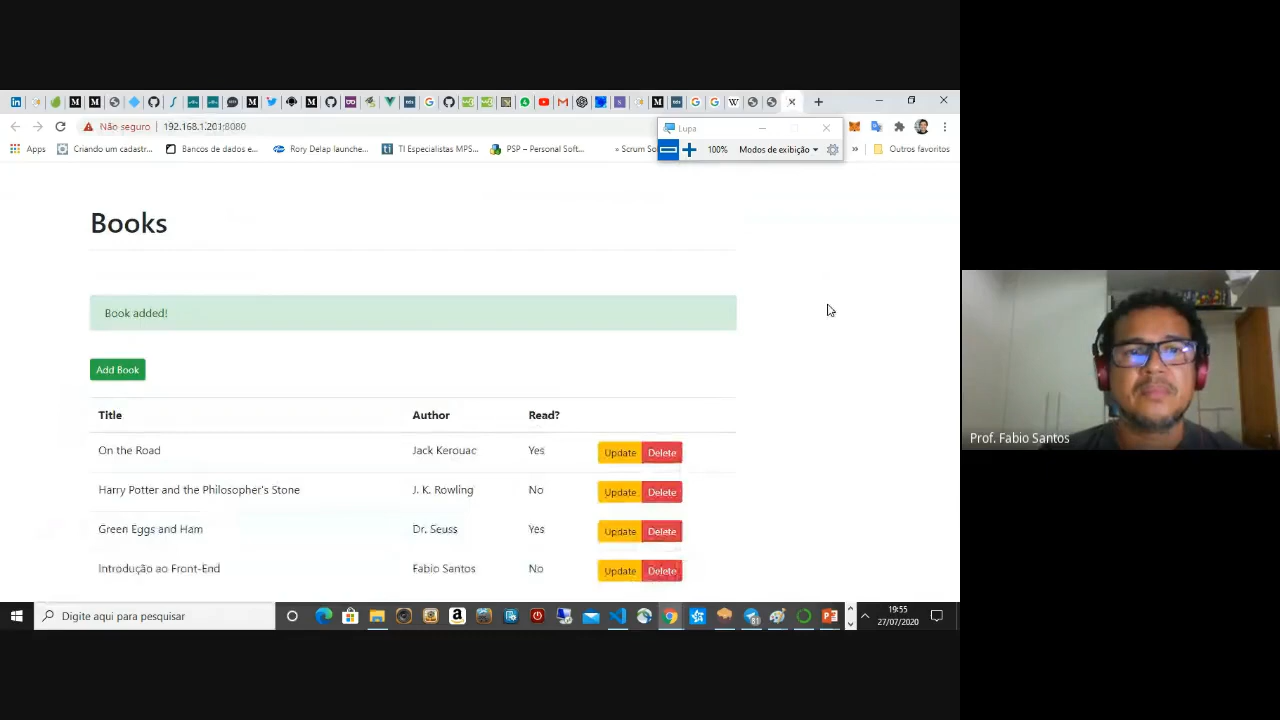 Não seguro 192.168.1.201:8080
Lupa
Apps Criando um cadastr... Bancos de dados e... Rory Delap launche... TI Especialistas MPS... PSP – Personal Soft... » Scrum So 100% Modos de exibição » Outros favoritos
Books
Book added!
Add Book
Title Author Read?
On the Road Jack Kerouac Yes Update Delete
Harry Potter and the Philosopher's Stone J. K. Rowling No Update Delete
Green Eggs and Ham Dr. Seuss Yes Update Delete
Introdução ao Front-End Fabio Santos No Update Delete
Prof. Fabio Santos
Digite aqui para pesquisar
19:55
27/07/2020